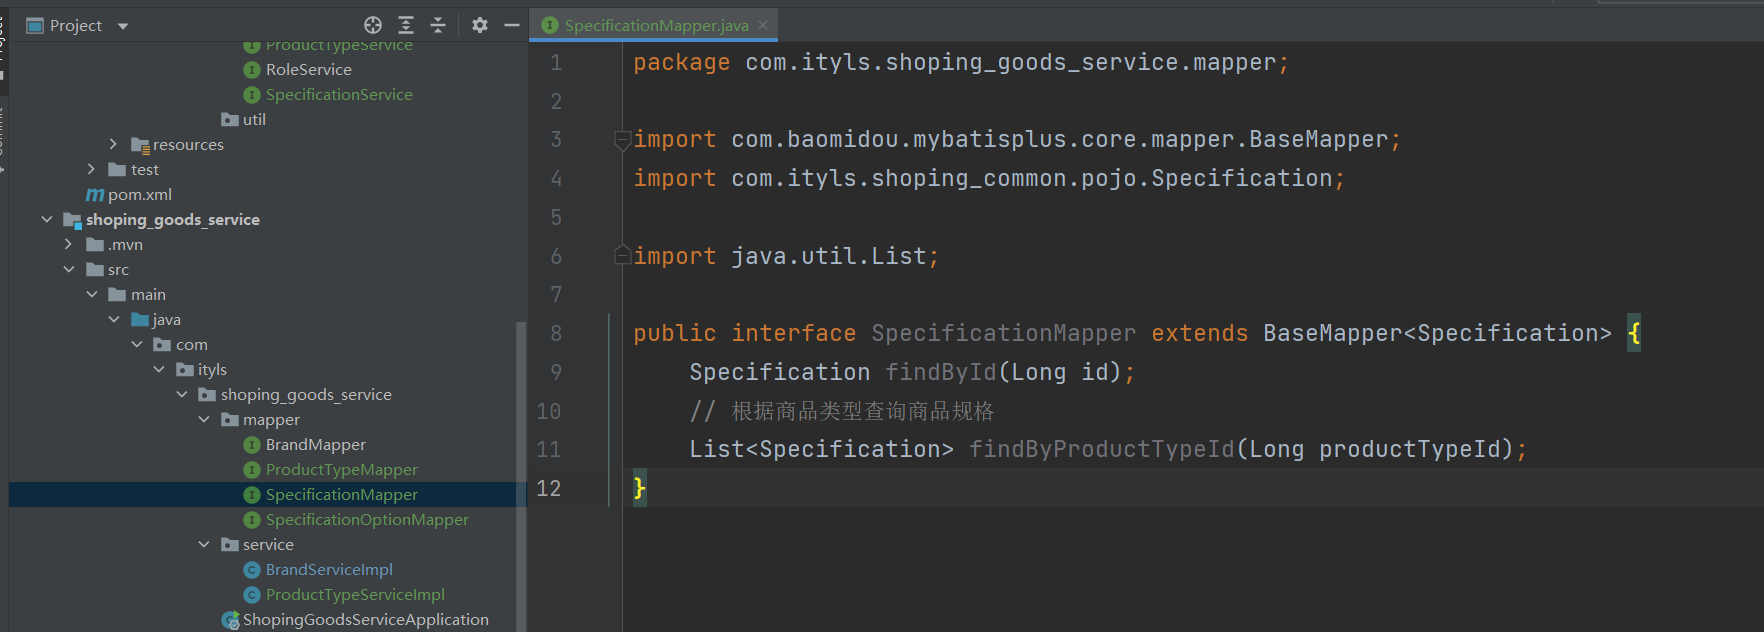 Project
SpecificationMapper.java
ProductTypeService
RoleService
SpecificationService
util
resources
test
pom.xml
shoping_goods_service
.mvn
src
main
java
com
ityls
shoping_goods_service
mapper
BrandMapper
ProductTypeMapper
SpecificationMapper
SpecificationOptionMapper
service
BrandServiceImpl
ProductTypeServiceImpl
ShopingGoodsServiceApplication
1 package com.ityls.shoping_goods_service.mapper;
2
3 import com.baomidou.mybatisplus.core.mapper.BaseMapper;
4 import com.ityls.shoping_common.pojo.Specification;
5
6 import java.util.List;
7
8 public interface SpecificationMapper extends BaseMapper<Specification> {
9 Specification findById(Long id);
10 // 根据商品类型查询商品规格
11 List<Specification> findByProductTypeId(Long productTypeId);
12 }